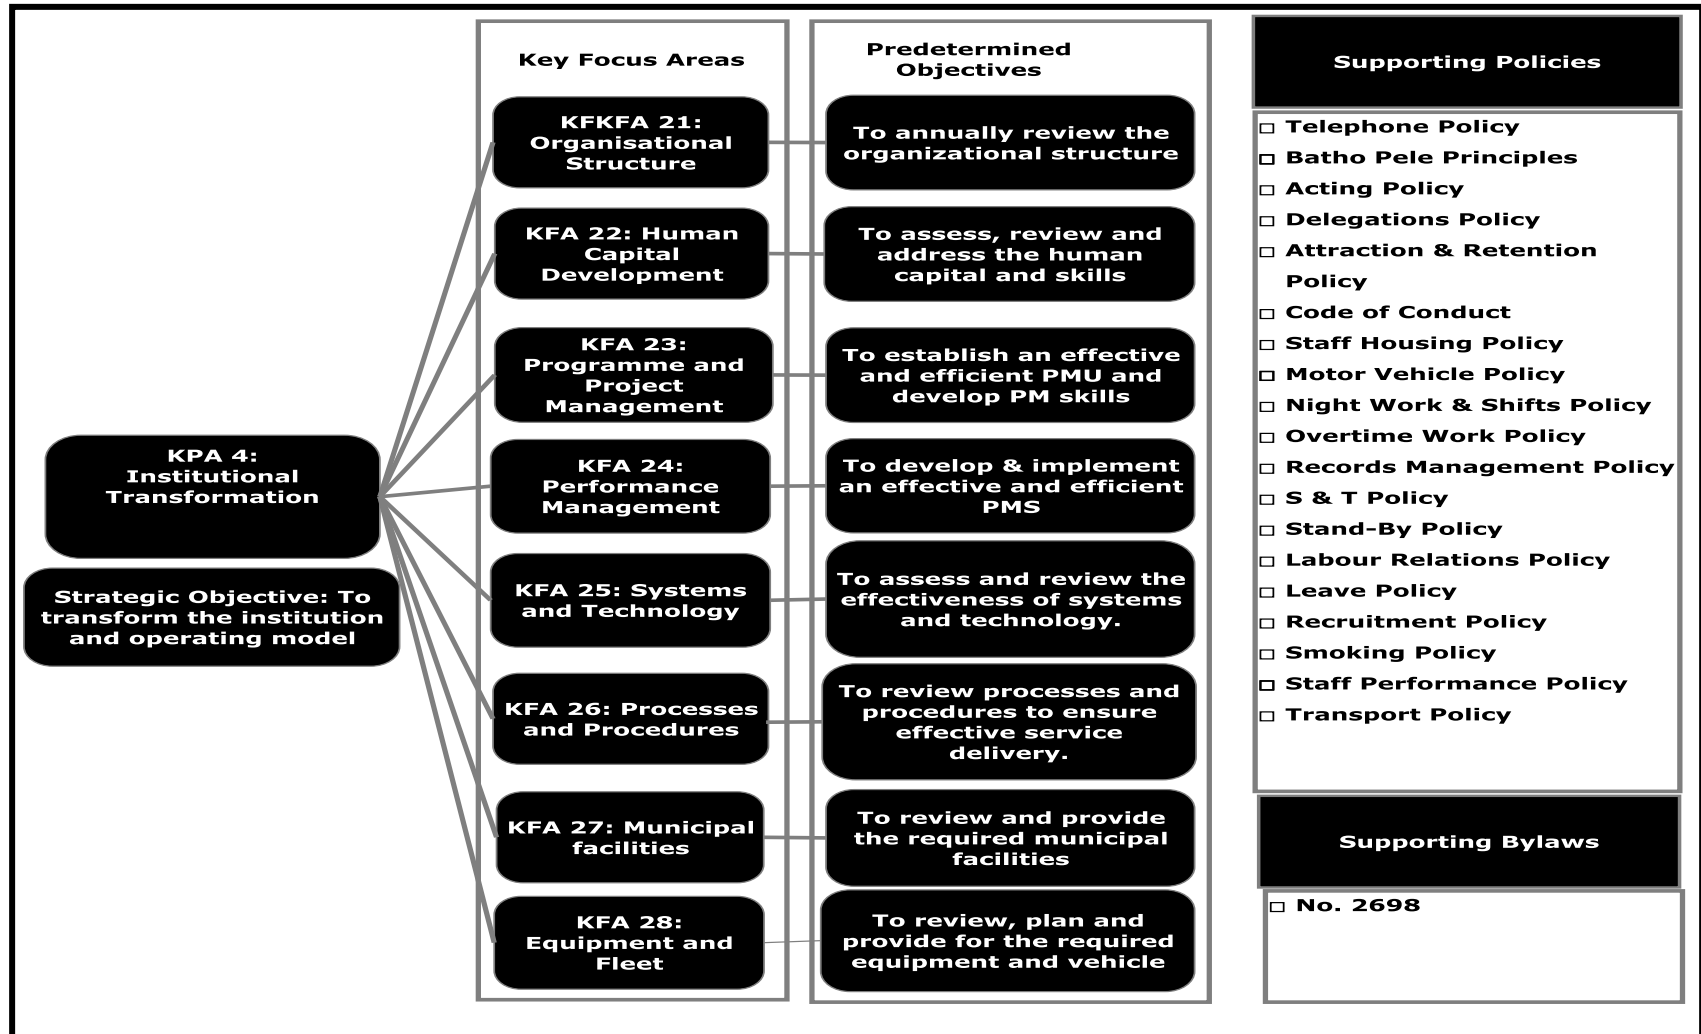 KPA 4:
Institutional
Transformation
Strategic Objective: To
transform the institution
and operating model
Key Focus Areas
KFKFA 21:
Organisational
Structure
KFA 22: Human
Capital
Development
KFA 23:
Programme and
Project
Management
KFA 24:
Performance
Management
KFA 25: Systems
and Technology
KFA 26: Processes
and Procedures
KFA 27: Municipal
facilities
KFA 28:
Equipment and
Fleet
Predetermined
Objectives
To annually review the
organizational structure
To assess, review and
address the human
capital and skills
To establish an effective
and efficient PMU and
develop PM skills
To develop & implement
an effective and efficient
PMS
To assess and review the
effectiveness of systems
and technology.
To review processes and
procedures to ensure
effective service
delivery.
To review and provide
the required municipal
facilities
To review, plan and
provide for the required
equipment and vehicle
Supporting Policies
Telephone Policy
Batho Pele Principles
Acting Policy
Delegations Policy
Attraction & Retention
Policy
Code of Conduct
Staff Housing Policy
Motor Vehicle Policy
Night Work & Shifts Policy
Overtime Work Policy
Records Management Policy
S & T Policy
Stand-By Policy
Labour Relations Policy
Leave Policy
Recruitment Policy
Smoking Policy
Staff Performance Policy
Transport Policy
Supporting Bylaws
No. 2698